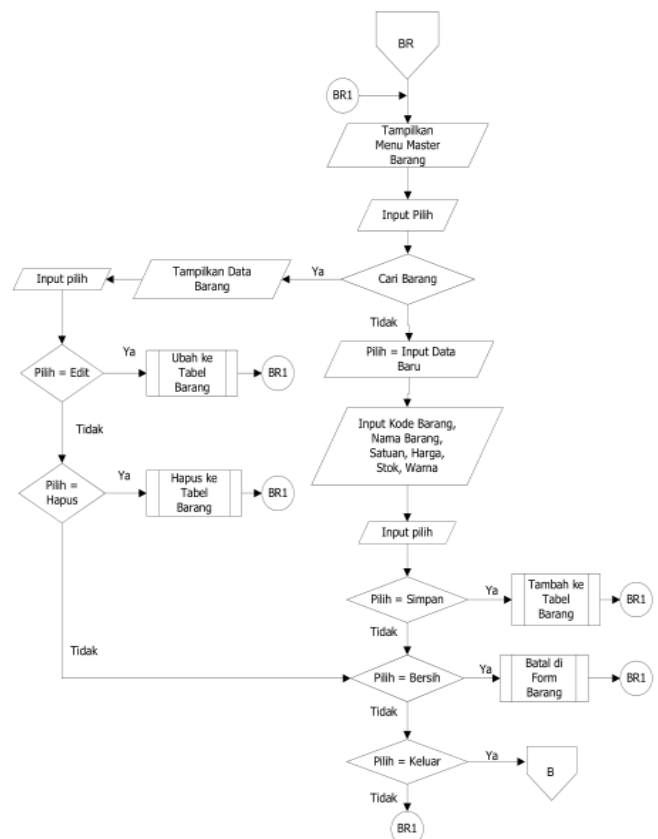 BR
BR1
Tampilkan
Menu Master
Barang
Input Pilih
Cari Barang
Ya
Tampilkan Data
Barang
Input pilih
Tidak
Pilih = Edit
Ya
Ubah ke
Tabel
Barang
BR1
Tidak
Pilih =
Hapus
Ya
Hapus ke
Tabel
Barang
BR1
Tidak
Pilih = Input Data
Baru
Input Kode Barang,
Nama Barang,
Satuan, Harga,
Stok, Warna
Input pilih
Pilih = Simpan
Ya
Tambah ke
Tabel
Barang
BR1
Tidak
Pilih = Bersih
Ya
Batal di
Form
Barang
BR1
Tidak
Pilih = Keluar
Ya
B
Tidak
BR1